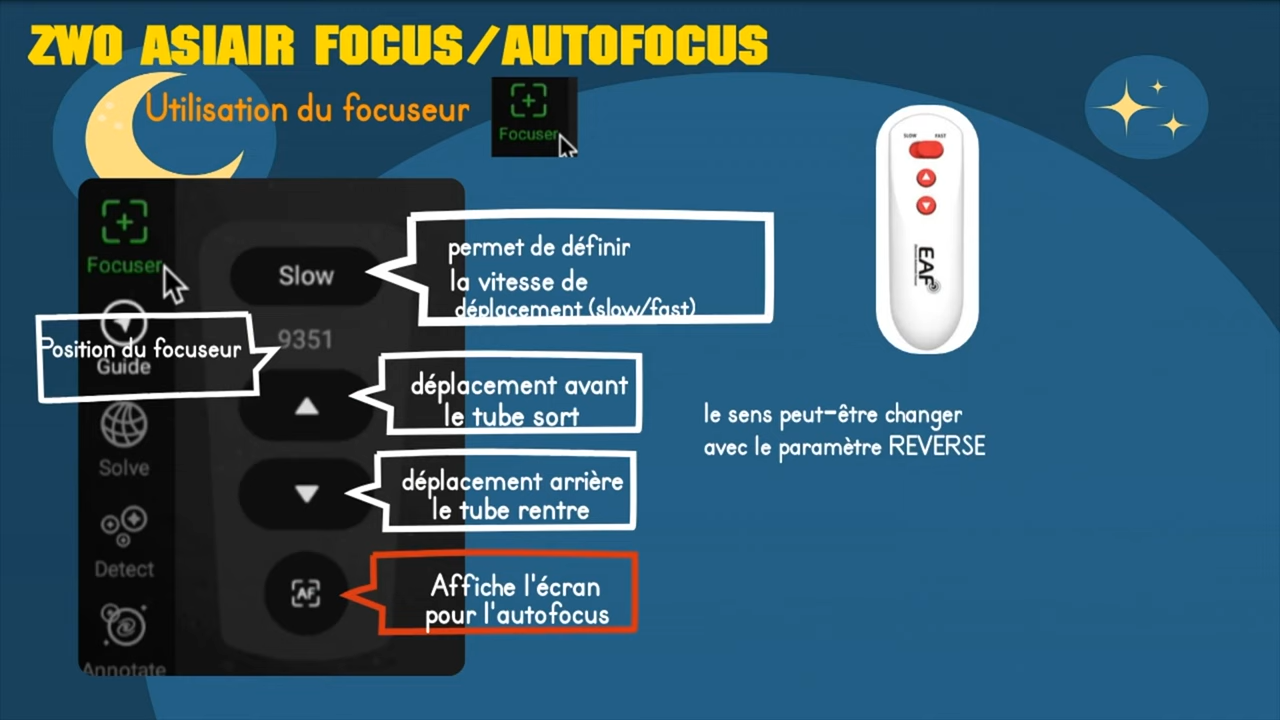 ZWO ASIAIR FOCUS/AUTOFOCUS
Utilisation du focuseur
Focuser
SLOW FAST
EAF
Focuser
Slow
permet de définir
la vitesse de
déplacement (slow/fast)
9351
Position du focuseur
Guide
déplacement avant
le tube sort
le sens peut-être changer
avec le paramètre REVERSE
Solve
déplacement arrière
le tube rentre
Detect
AF
Affiche l'écran
pour l'autofocus
Annotate